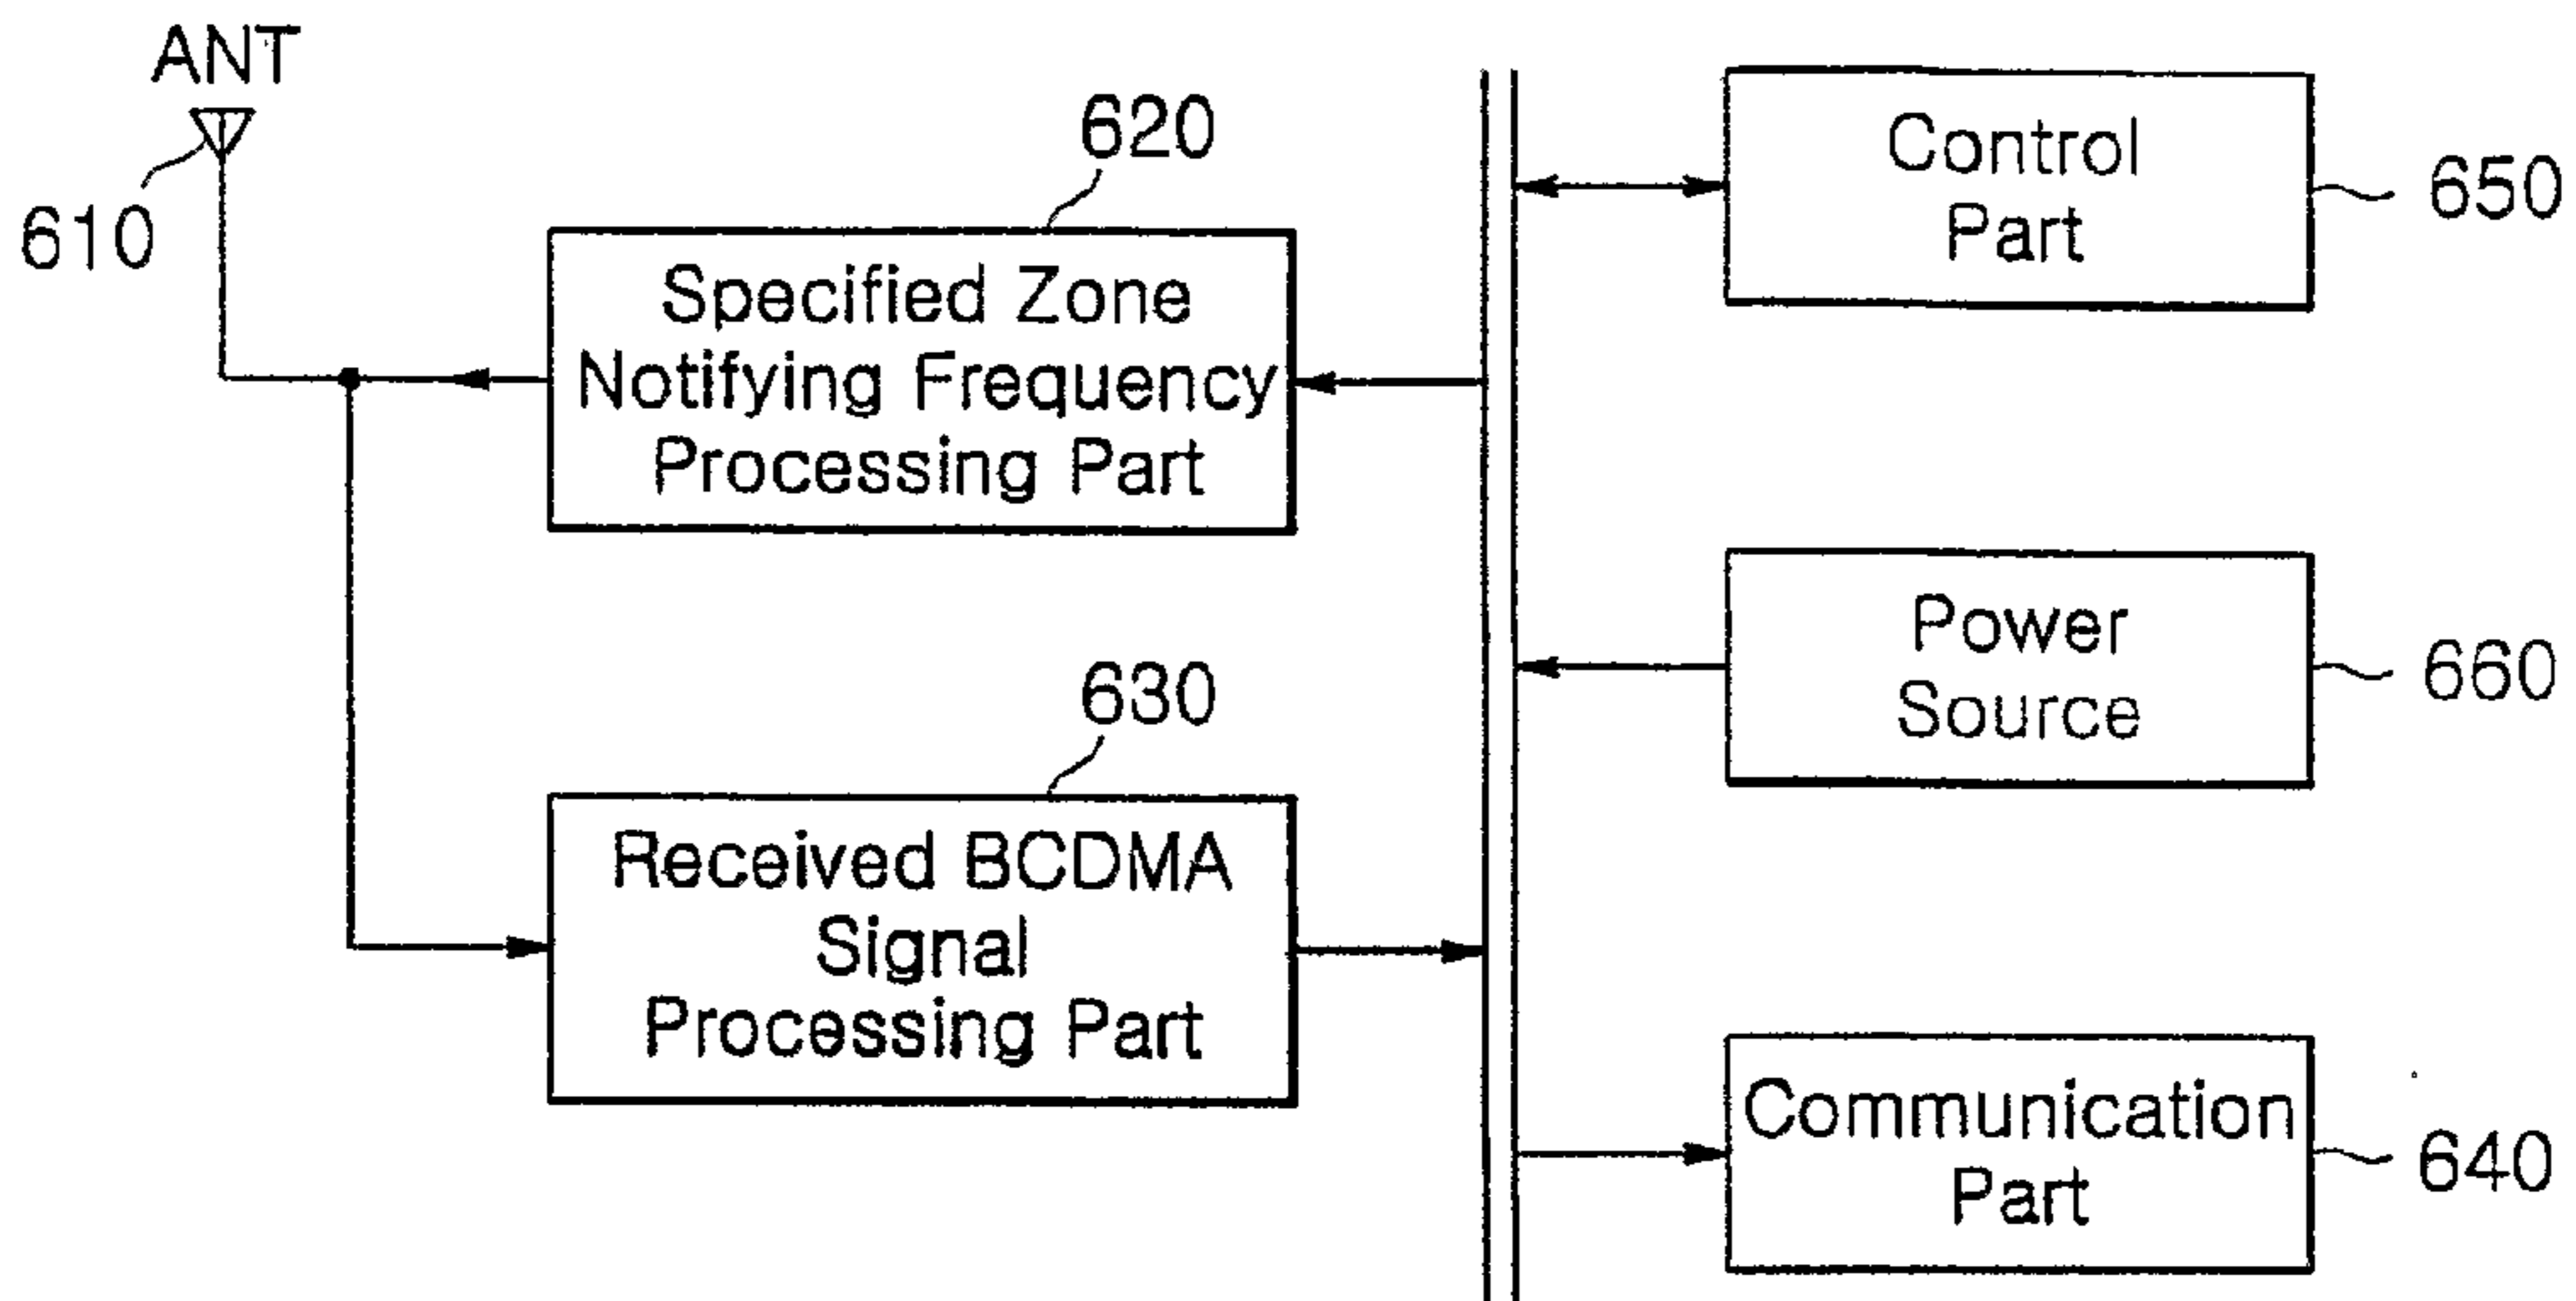 ANT
610
620
Specified Zone
Notifying Frequency
Processing Part
630
Received BCDMA
Signal
Processing Part
Control
Part
650
Power
Source
660
Communication
Part
640